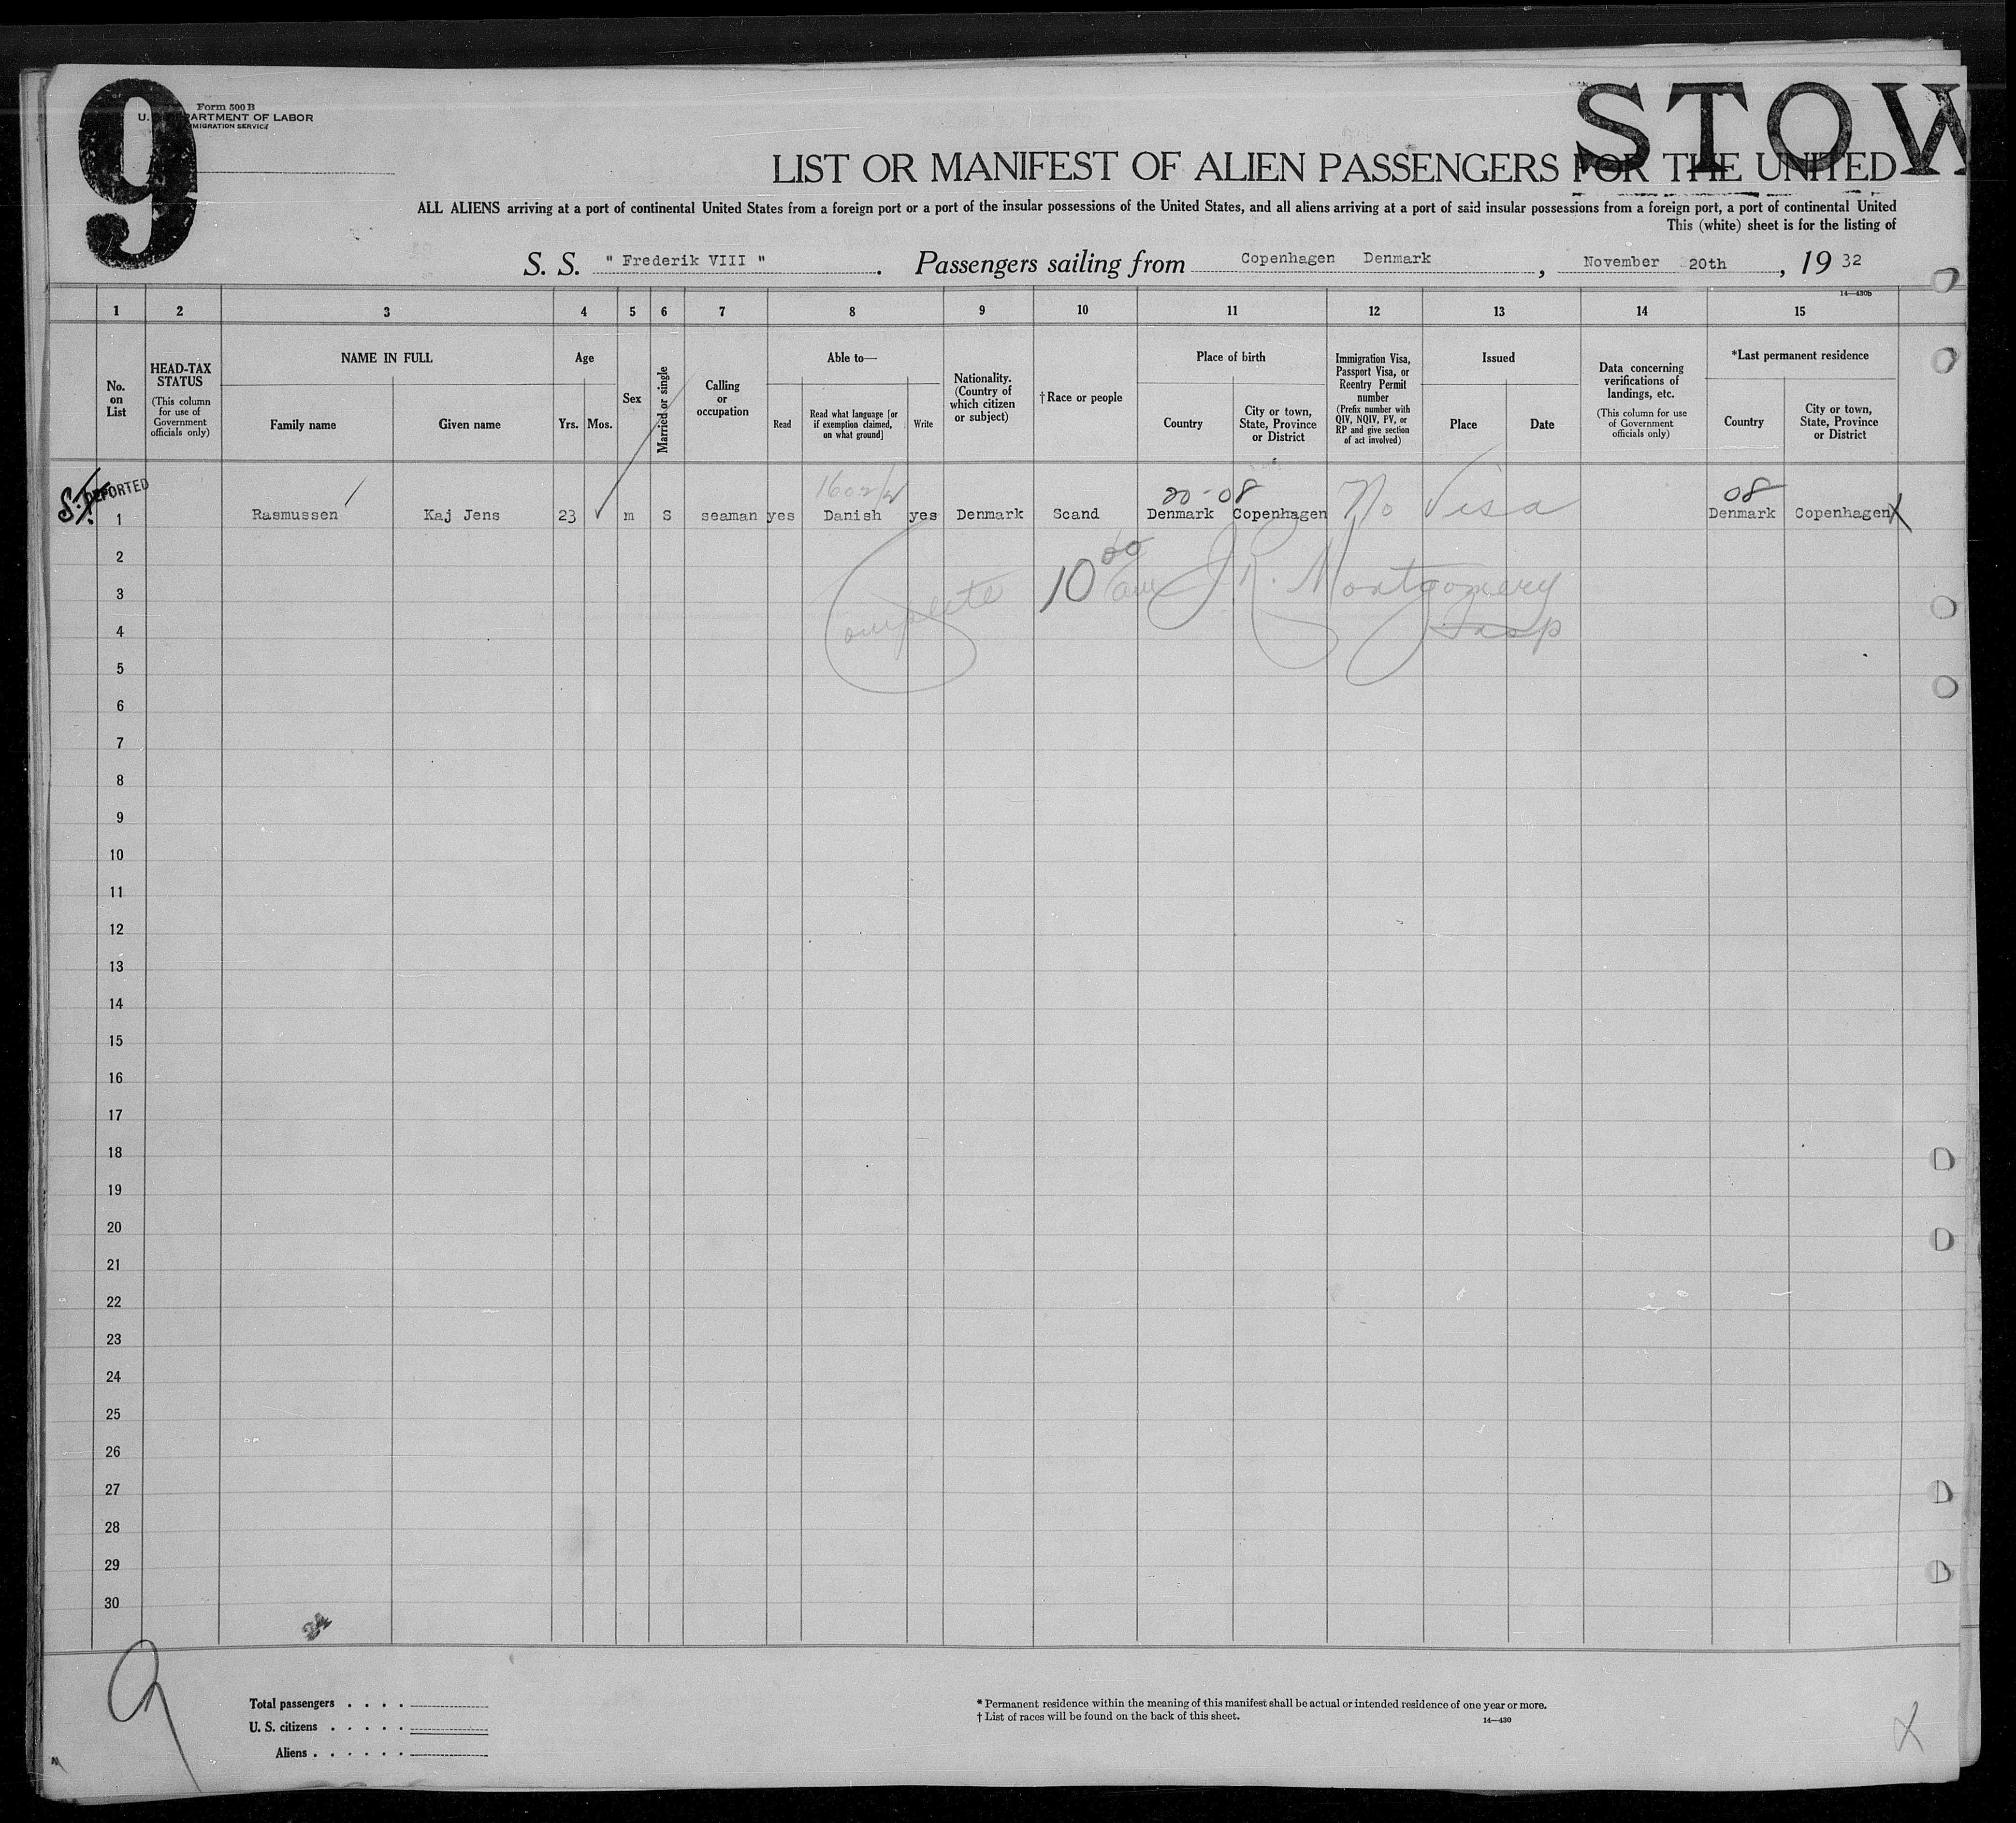 9
STOW
Form 500 B
U. S. DEPARTMENT OF LABOR
IMMIGRATION SERVICE
LIST OR MANIFEST OF ALIEN PASSENGERS FOR THE UNITED
ALL ALIENS arriving at a port of continental United States from a foreign port or a port of the insular possessions of the United States, and all aliens arriving at a port of said insular possessions from a foreign port, a port of continental United
This (white) sheet is for the listing of
S. S. " Frederik VIII " . Passengers sailing from Copenhagen Denmark , November 20th , 19 32
14—430b
1 2 3 4 5 6 7 8 9 10 11 12 13 14 15
No. on List
HEAD-TAX STATUS
(This column for use of Government officials only)
NAME IN FULL
Family name Given name
Age
Yrs. Mos.
Sex
Married or single
Calling or occupation
Able to—
Read
Read what language [or if exemption claimed, on what ground]
Write
Nationality. (Country of which citizen or subject)
† Race or people
Place of birth
Country
City or town, State, Province or District
Immigration Visa, Passport Visa, or Reentry Permit number
(Prefix number with QIV, NQIV, PV, or RP and give section of act involved)
Issued
Place Date
Data concerning verifications of landings, etc.
(This column for use of Government officials only)
*Last permanent residence
Country
City or town, State, Province or District
DEPORTED
20-08 08
1 Rasmussen Kaj Jens 23 ✓ m S seaman yes Danish yes Denmark Scand Denmark Copenhagen No Visa Denmark Copenhagen X
2
Complete 10 00 am J R. Montgomery
3
Insp
4
5
6
7
8
9
10
11
12
13
14
15
16
17
18
19
20
21
22
23
24
25
26
27
28
29
30
9
Total passengers . . . .
U. S. citizens . . . . .
Aliens . . . . . .
* Permanent residence within the meaning of this manifest shall be actual or intended residence of one year or more.
† List of races will be found on the back of this sheet.
14—430
X